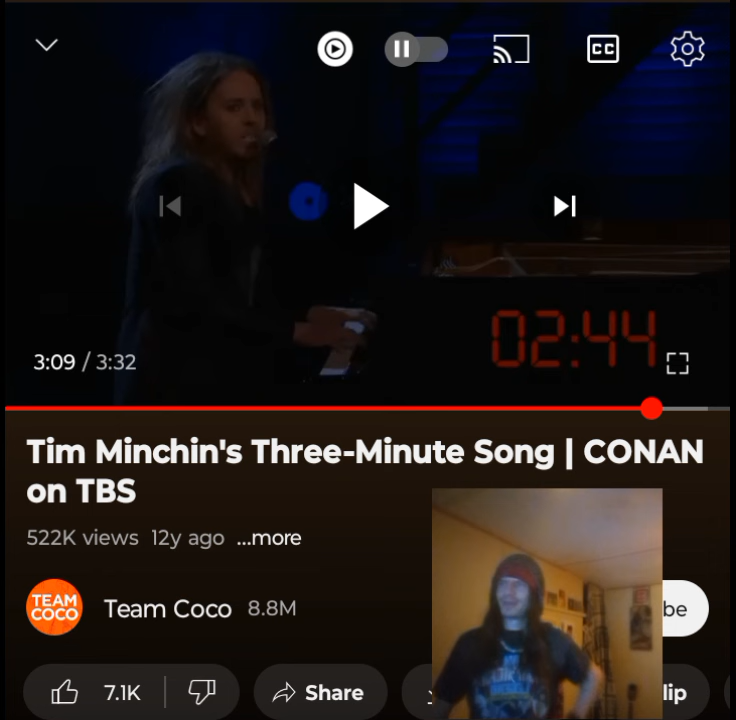 CC
02:44
3:09 / 3:32
Tim Minchin's Three-Minute Song | CONAN
on TBS
522K views 12y ago ...more
TEAM
COCO
Team Coco 8.8M
be
7.1K
Share
lip